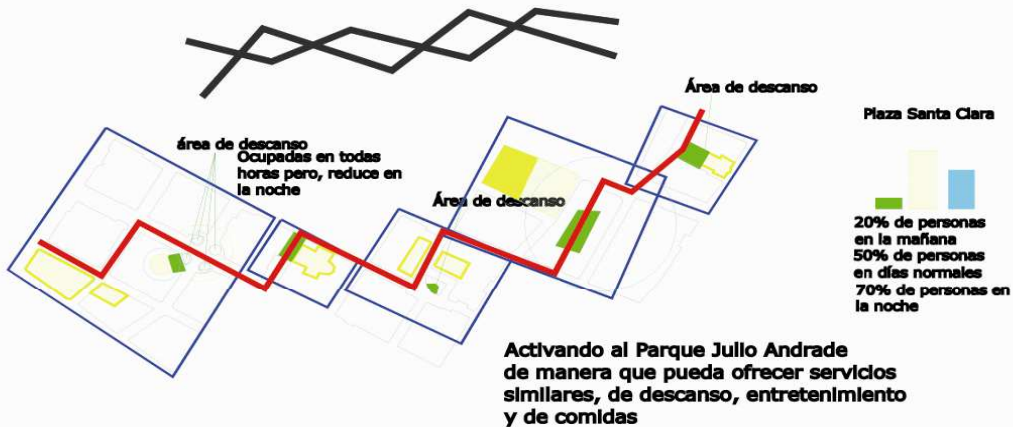 Área de descanso
Plaza Santa Clara
área de descanso
Ocupadas en todas
horas pero, reduce en
la noche
Área de descanso
20% de personas
en la mañana
50% de personas
en días normales
70% de personas en
la noche
Activando al Parque Julio Andrade
de manera que pueda ofrecer servicios
similares, de descanso, entretenimiento
y de comidas